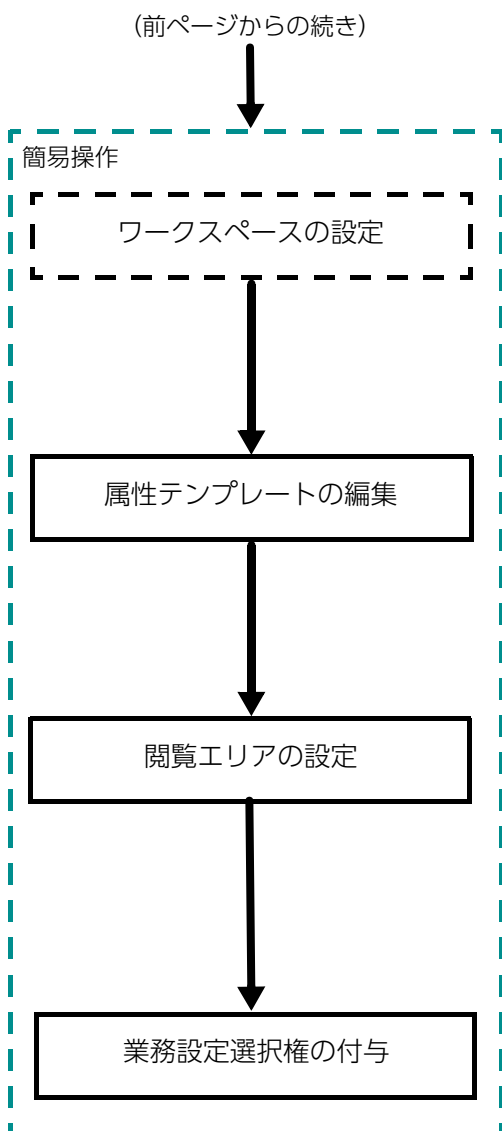 (前ページからの続き)
簡易操作
ワークスペースの設定
属性テンプレートの編集
閲覧エリアの設定
業務設定選択権の付与